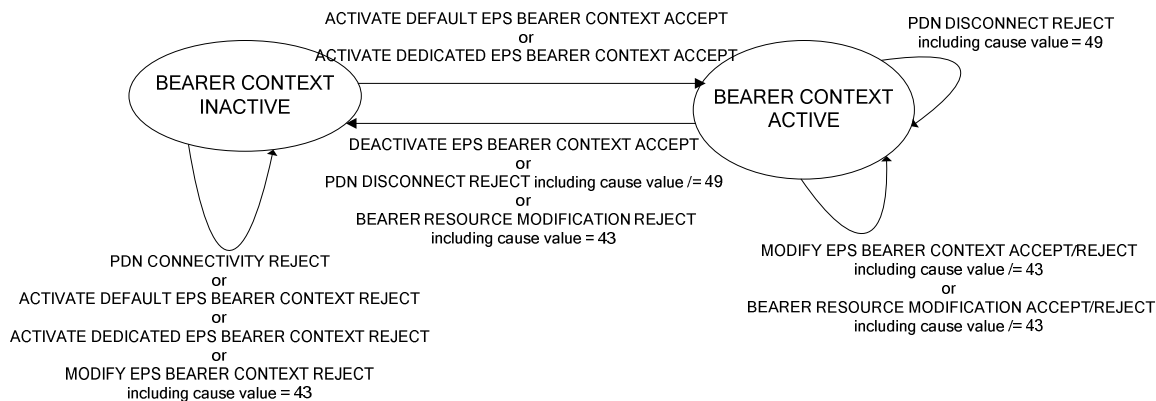 ACTIVATE DEFAULT EPS BEARER CONTEXT ACCEPT
or
ACTIVATE DEDICATED EPS BEARER CONTEXT ACCEPT
PDN DISCONNECT REJECT
including cause value = 49
BEARER CONTEXT
INACTIVE
BEARER CONTEXT
ACTIVE
DEACTIVATE EPS BEARER CONTEXT ACCEPT
or
PDN DISCONNECT REJECT including cause value /= 49
or
BEARER RESOURCE MODIFICATION REJECT
including cause value = 43
PDN CONNECTIVITY REJECT
or
ACTIVATE DEFAULT EPS BEARER CONTEXT REJECT
or
ACTIVATE DEDICATED EPS BEARER CONTEXT REJECT
or
MODIFY EPS BEARER CONTEXT REJECT
including cause value = 43
MODIFY EPS BEARER CONTEXT ACCEPT/REJECT
including cause value /= 43
or
BEARER RESOURCE MODIFICATION ACCEPT/REJECT
including cause value /= 43